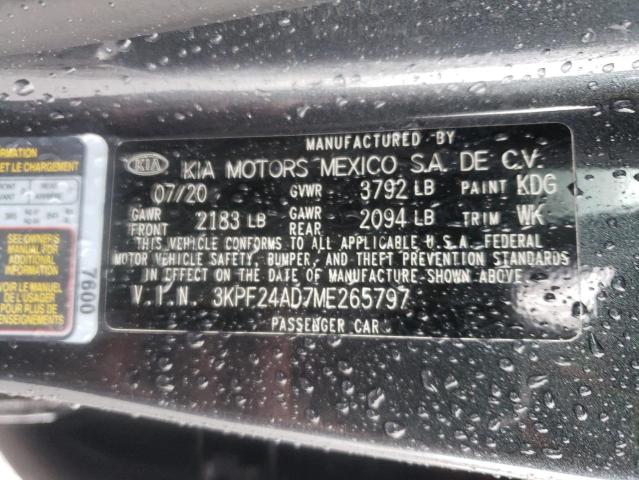 ORMATION
ET LE CHARGEMENT
SEE OWNER'S
MANUAL FOR
ADDITIONAL
INFORMATION
VOIR LE MANUEL
DE L'USAGER
POUR PLUS DE
RENSEIGNEMENTS
7600
MANUFACTURED BY
KIA KIA MOTORS MEXICO S.A. DE C.V.
07/20 GVWR 3792 LB PAINT KDG
GAWR FRONT 2183 LB GAWR REAR 2094 LB TRIM WK
THIS VEHICLE CONFORMS TO ALL APPLICABLE U.S.A. FEDERAL
MOTOR VEHICLE SAFETY, BUMPER, AND THEFT PREVENTION STANDARDS
IN EFFECT ON THE DATE OF MANUFACTURE SHOWN ABOVE.
V.I.N. 3KPF24AD7ME265797
PASSENGER CAR